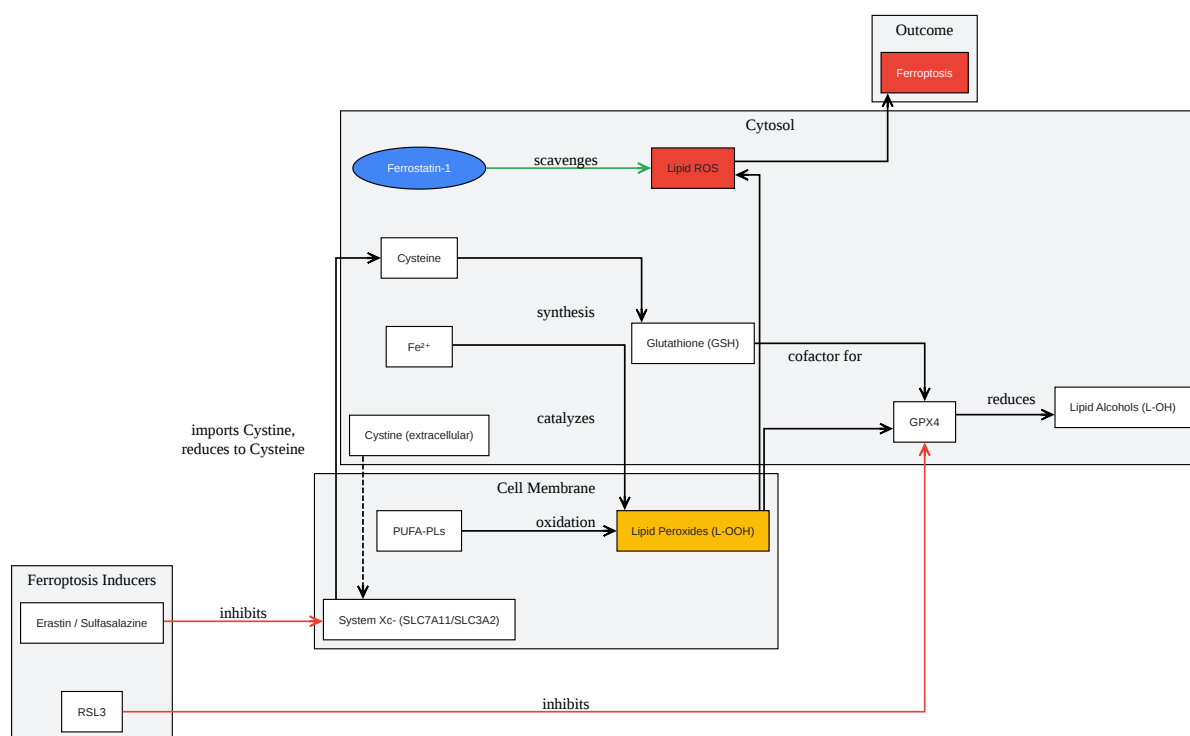 Outcome
Ferroptosis
Cytosol
Ferrostatin-1
scavenges
Lipid ROS
Cysteine
synthesis
Fe²⁺
Glutathione (GSH)
cofactor for
catalyzes
Cystine (extracellular)
GPX4
reduces
Lipid Alcohols (L-OH)
imports Cystine,
reduces to Cysteine
Cell Membrane
PUFA-PLs
oxidation
Lipid Peroxides (L-OOH)
Ferroptosis Inducers
Erastin / Sulfasalazine
inhibits
System Xc- (SLC7A11/SLC3A2)
RSL3
inhibits